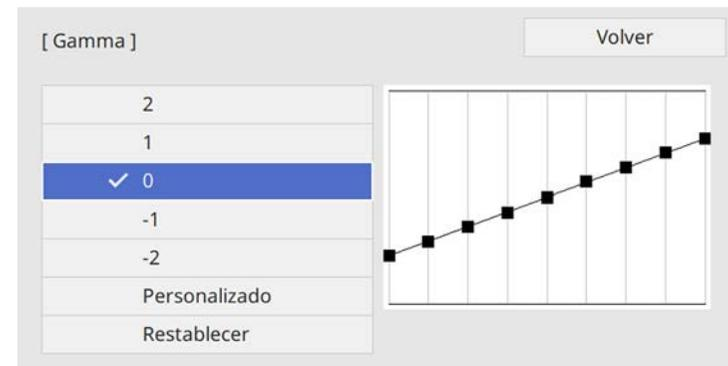 [ Gamma ]
Volver
2
1
0
-1
-2
Personalizado
Restablecer